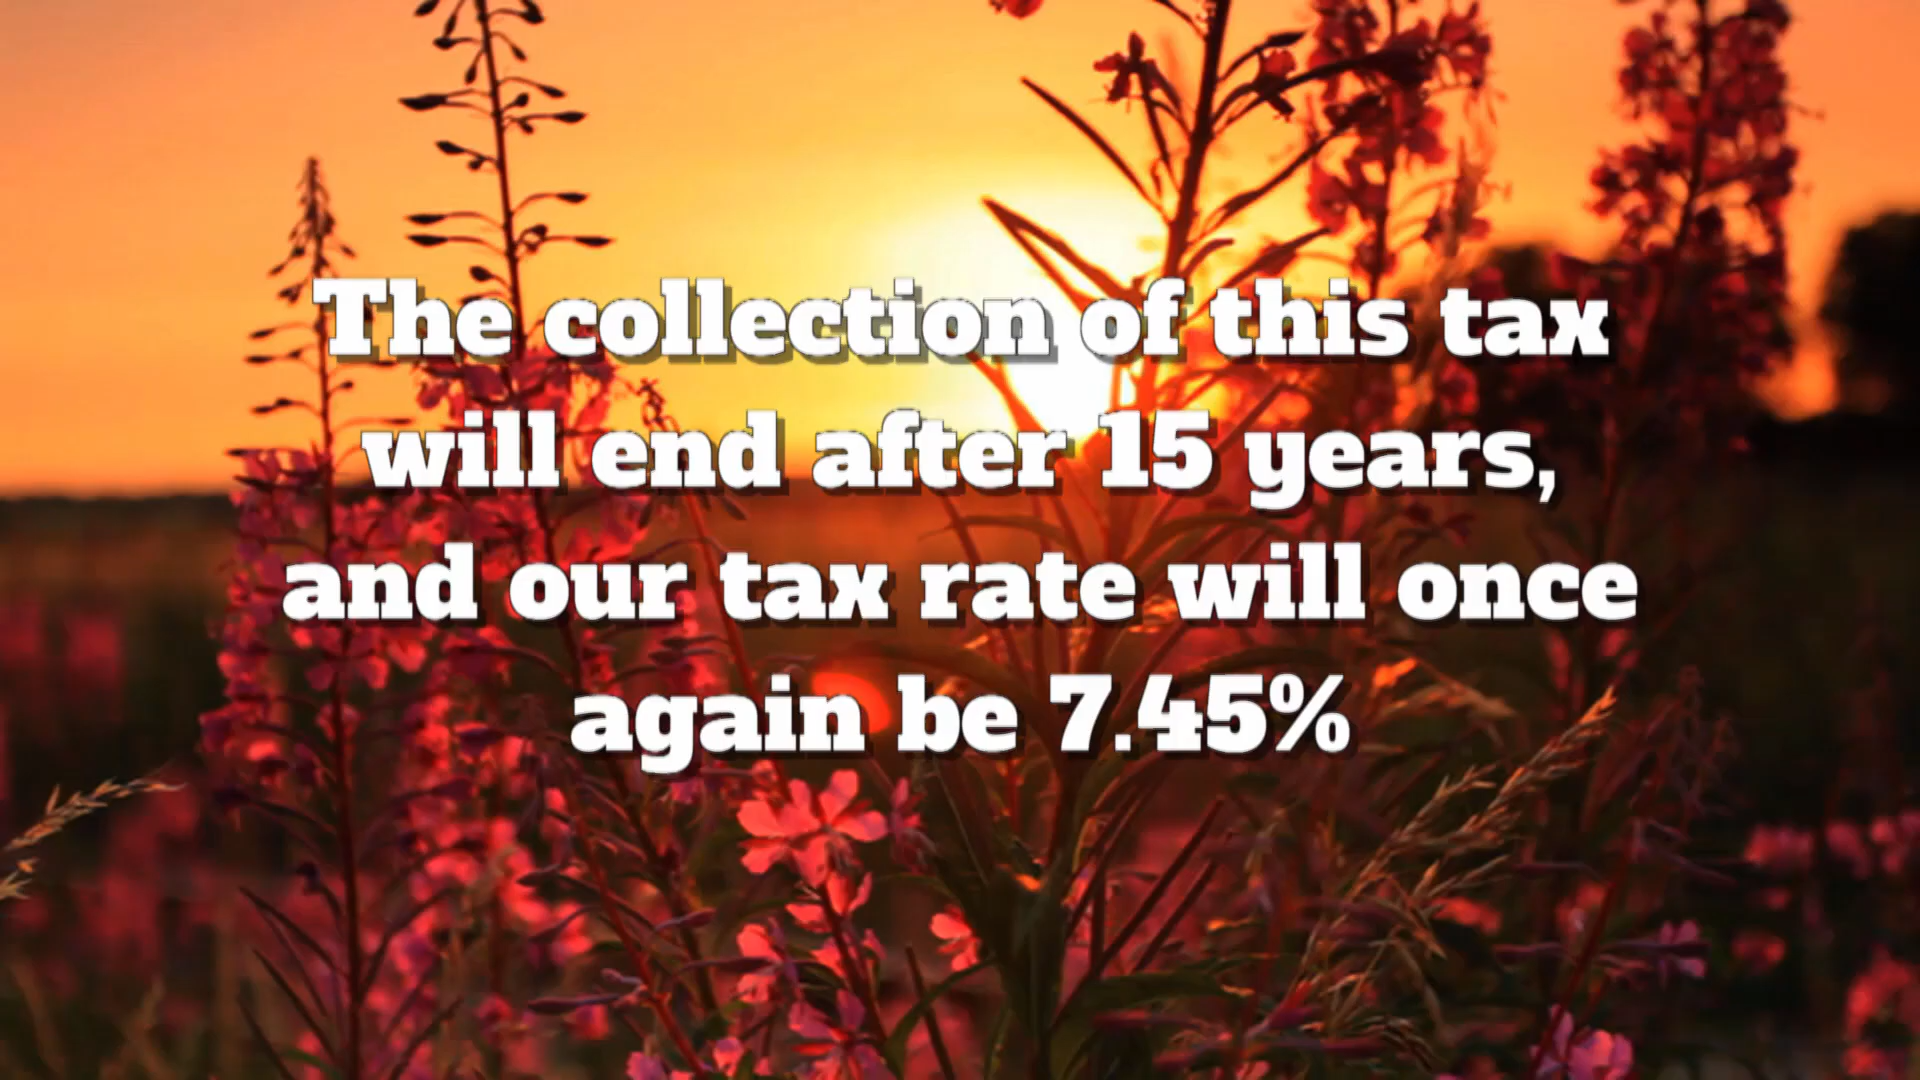 The collection of this tax
will end after 15 years,
and our tax rate will once
again be 7.45%